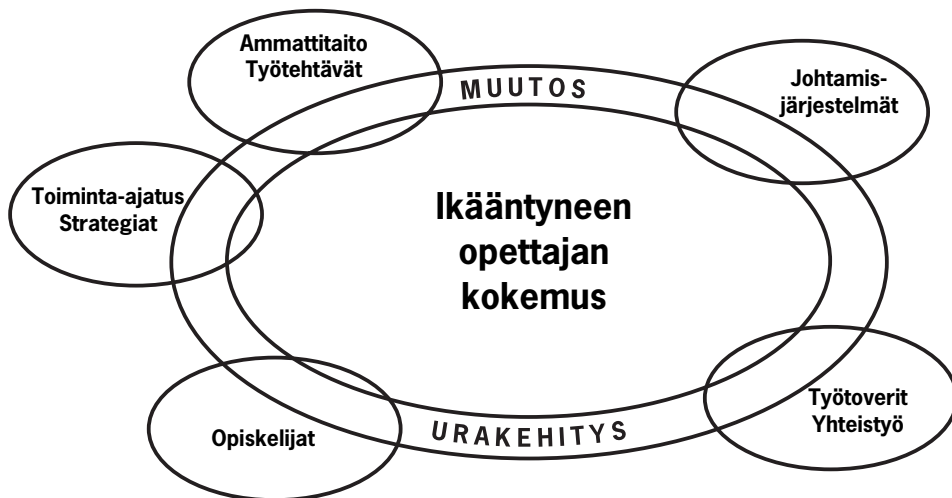 Ammattitaito
Työtehtävät
MUUTOS
Johtamis-
järjestelmät
Toiminta-ajatus
Strategiat
Ikääntyneen
opettajan
kokemus
Työtoverit
Yhteistyö
Opiskelijat
URAKEHITYS